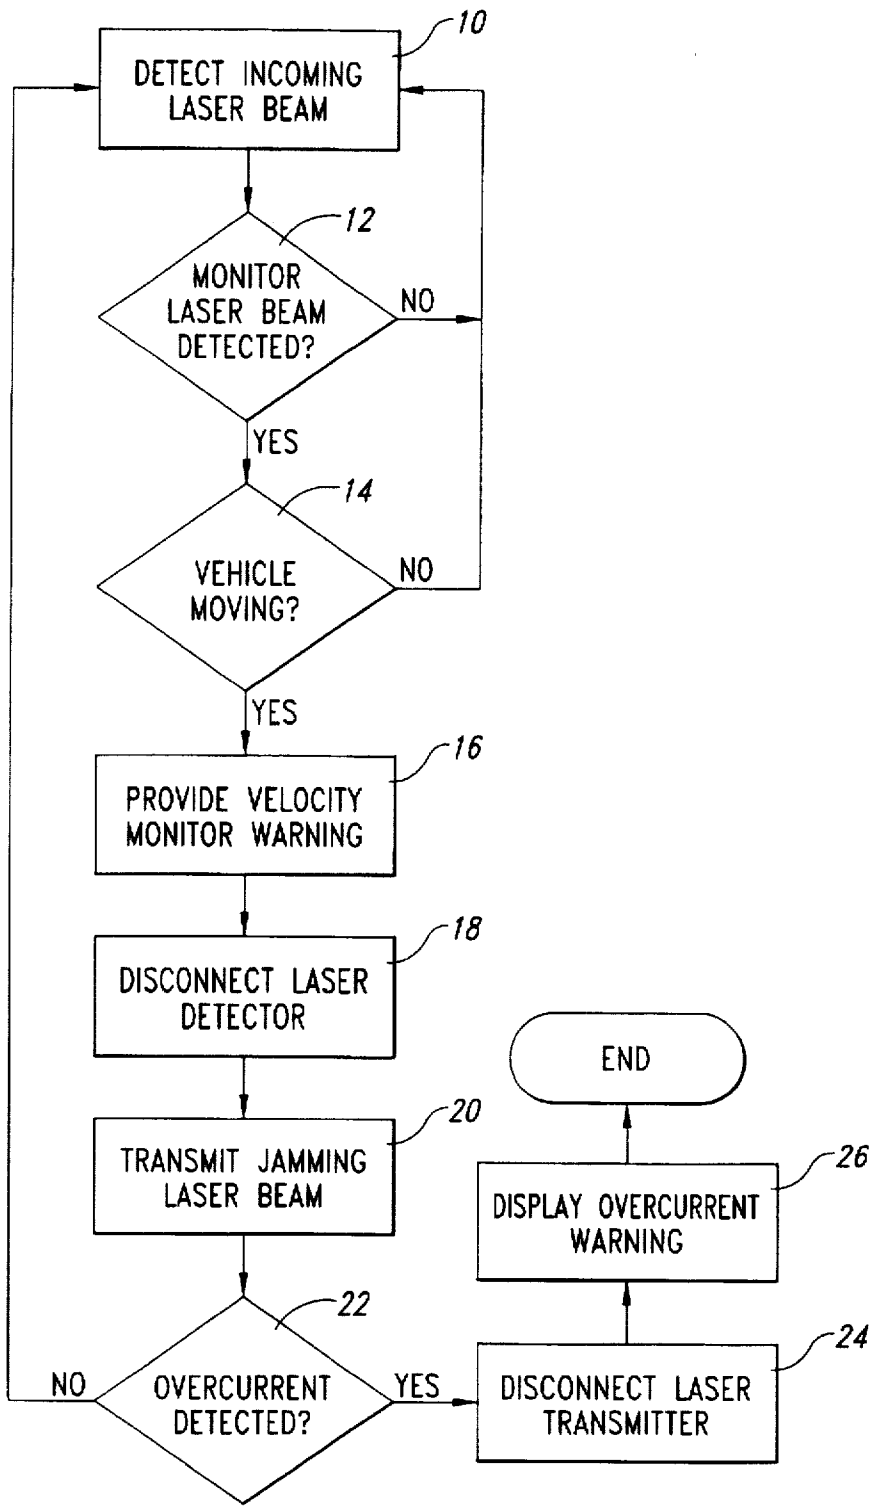 10
DETECT INCOMING
LASER BEAM
12
MONITOR
LASER BEAM
DETECTED?
NO
YES
14
VEHICLE
MOVING?
NO
YES
16
PROVIDE VELOCITY
MONITOR WARNING
18
DISCONNECT LASER
DETECTOR
20
TRANSMIT JAMMING
LASER BEAM
22
OVERCURRENT
DETECTED?
NO
YES
24
DISCONNECT LASER
TRANSMITTER
26
DISPLAY OVERCURRENT
WARNING
END